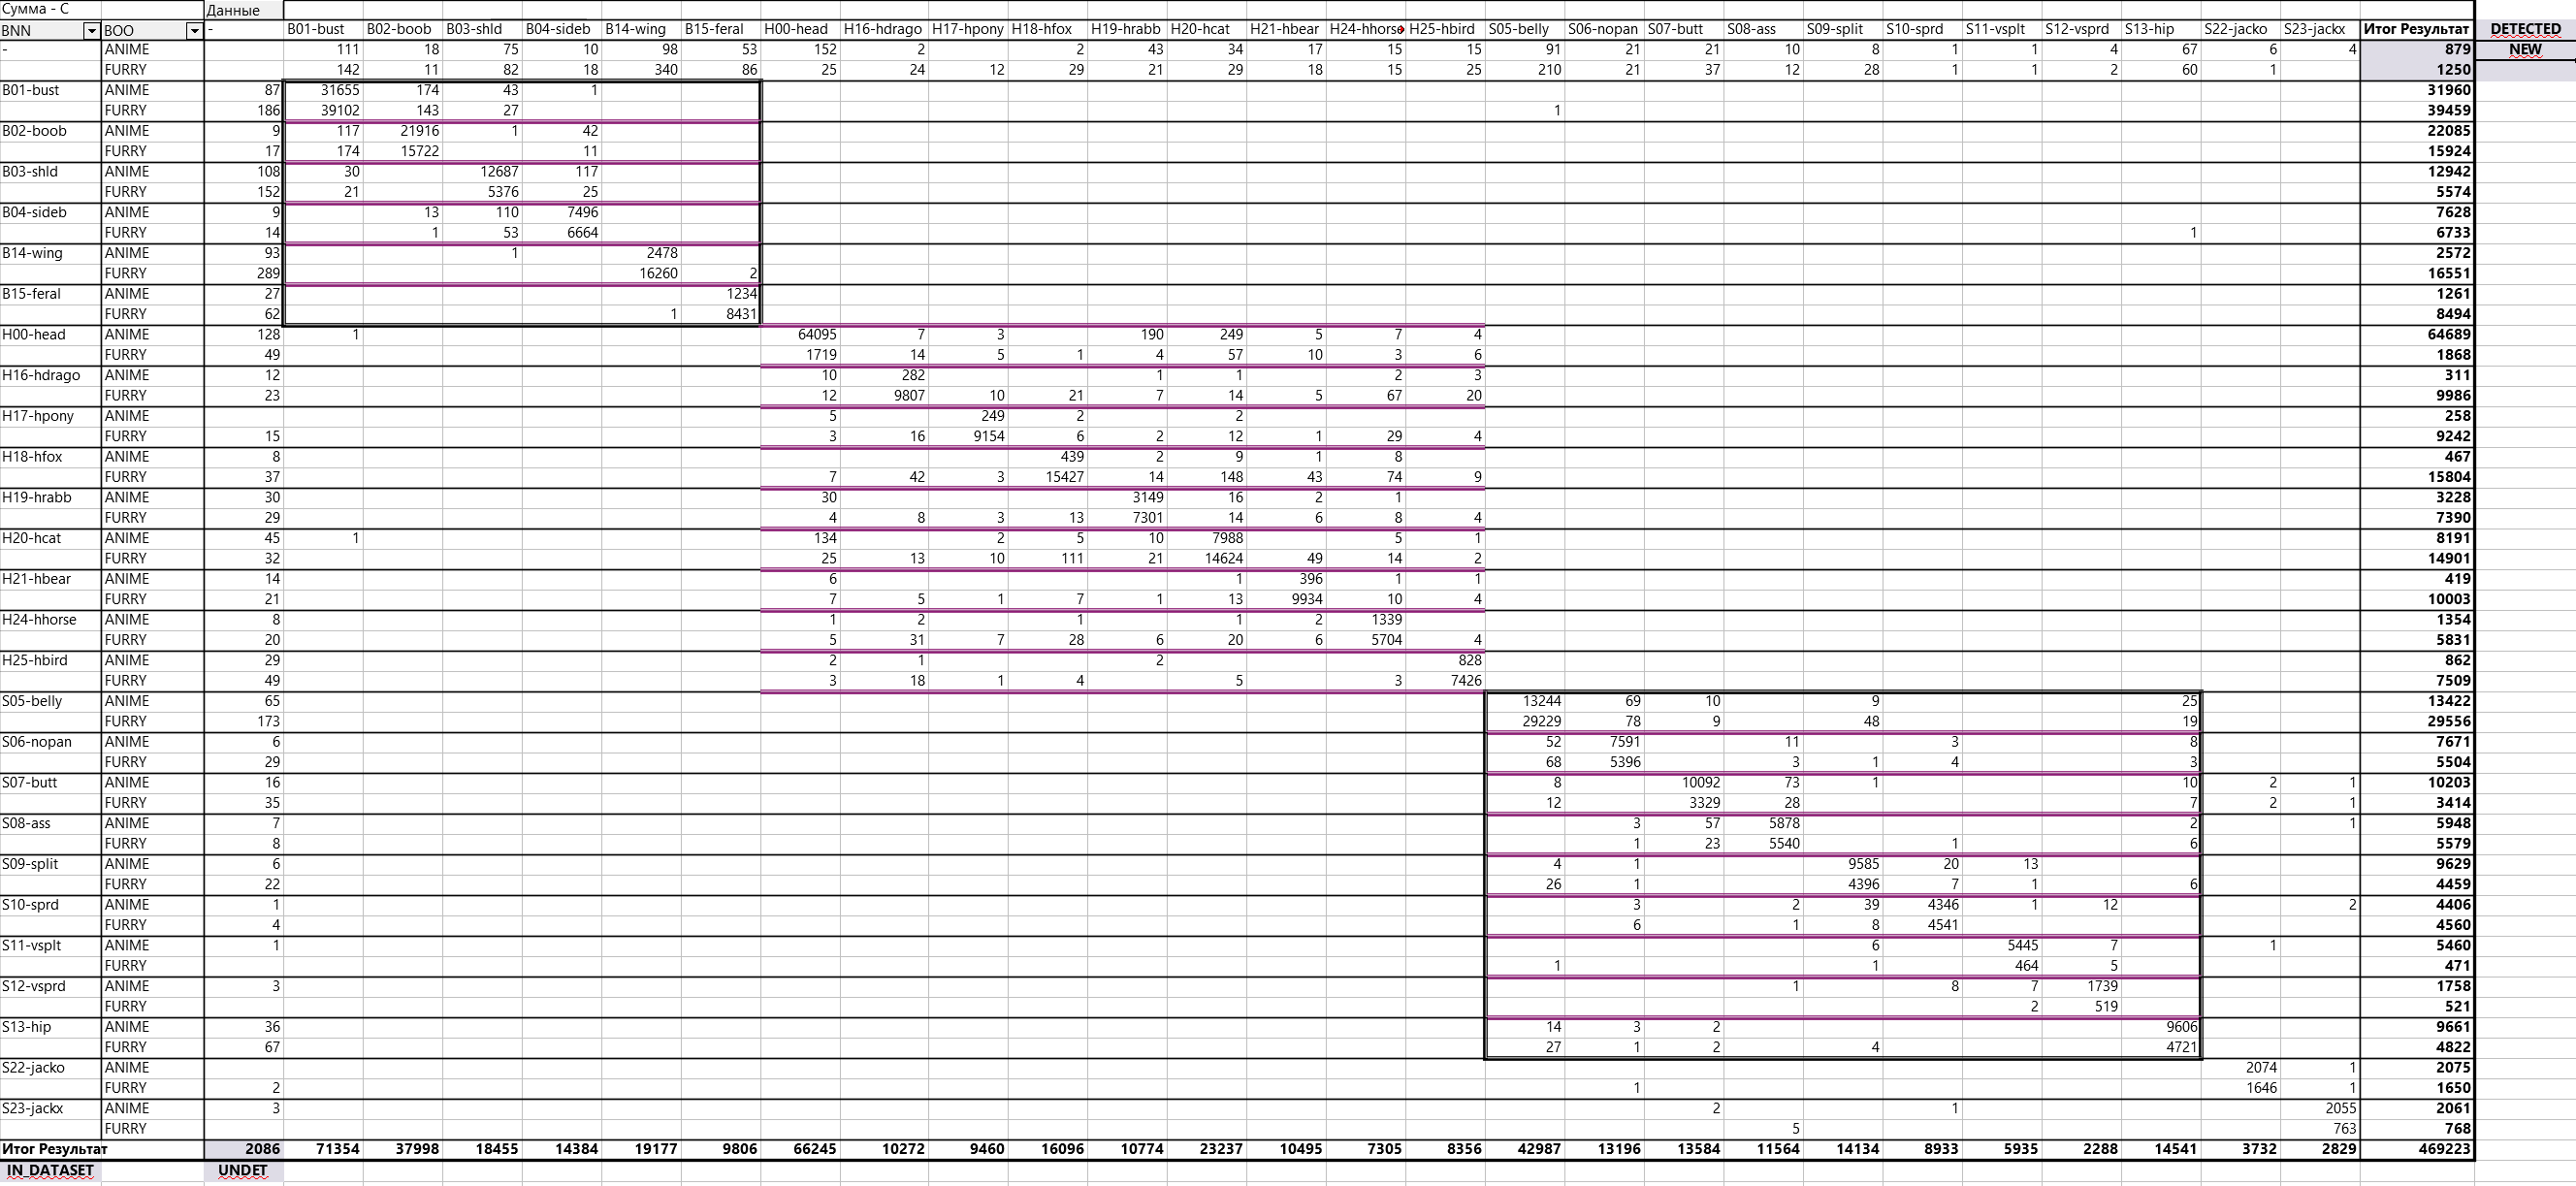 Сумма - C Данные
BNN BOO - B01-bust B02-boob B03-shld B04-sideb B14-wing B15-feral H00-head H16-hdrago H17-hpony H18-hfox H19-hrabb H20-hcat H21-hbear H24-hhorse H25-hbird S05-belly S06-nopan S07-butt S08-ass S09-split S10-sprd S11-vsplt S12-vsprd S13-hip S22-jacko S23-jackx Итог Результат DETECTED
- ANIME 111 18 75 10 98 53 152 2 2 43 34 17 15 15 91 21 21 10 8 1 1 4 67 6 4 879 NEW
FURRY 142 11 82 18 340 86 25 24 12 29 21 29 18 15 25 210 21 37 12 28 1 1 2 60 1 1250
B01-bust ANIME 87 31655 174 43 1 31960
FURRY 186 39102 143 27 1 39459
B02-boob ANIME 9 117 21916 1 42 22085
FURRY 17 174 15722 11 15924
B03-shld ANIME 108 30 12687 117 12942
FURRY 152 21 5376 25 5574
B04-sideb ANIME 9 13 110 7496 7628
FURRY 14 1 53 6664 1 6733
B14-wing ANIME 93 1 2478 2572
FURRY 289 16260 2 16551
B15-feral ANIME 27 1234 1261
FURRY 62 1 8431 8494
H00-head ANIME 128 1 64095 7 3 190 249 5 7 4 64689
FURRY 49 1719 14 5 1 4 57 10 3 6 1868
H16-hdrago ANIME 12 10 282 1 1 2 3 311
FURRY 23 12 9807 10 21 7 14 5 67 20 9986
H17-hpony ANIME 5 249 2 2 258
FURRY 15 3 16 9154 6 2 12 1 29 4 9242
H18-hfox ANIME 8 439 2 9 1 8 467
FURRY 37 7 42 3 15427 14 148 43 74 9 15804
H19-hrabb ANIME 30 30 3149 16 2 1 3228
FURRY 29 4 8 3 13 7301 14 6 8 4 7390
H20-hcat ANIME 45 1 134 2 5 10 7988 5 1 8191
FURRY 32 25 13 10 111 21 14624 49 14 2 14901
H21-hbear ANIME 14 6 1 396 1 1 419
FURRY 21 7 5 1 7 1 13 9934 10 4 10003
H24-hhorse ANIME 8 1 2 1 1 2 1339 1354
FURRY 20 5 31 7 28 6 20 6 5704 4 5831
H25-hbird ANIME 29 2 1 2 828 862
FURRY 49 3 18 1 4 5 3 7426 7509
S05-belly ANIME 65 13244 69 10 9 25 13422
FURRY 173 29229 78 9 48 19 29556
S06-nopan ANIME 6 52 7591 11 3 8 7671
FURRY 29 68 5396 3 1 4 3 5504
S07-butt ANIME 16 8 10092 73 1 10 2 1 10203
FURRY 35 12 3329 28 7 2 1 3414
S08-ass ANIME 7 3 57 5878 2 1 5948
FURRY 8 1 23 5540 1 6 5579
S09-split ANIME 6 4 1 9585 20 13 9629
FURRY 22 26 1 4396 7 1 6 4459
S10-sprd ANIME 1 3 2 39 4346 1 12 2 4406
FURRY 4 6 1 8 4541 4560
S11-vsplt ANIME 1 6 5445 7 1 5460
FURRY 1 1 464 5 471
S12-vsprd ANIME 3 1 8 7 1739 1758
FURRY 2 519 521
S13-hip ANIME 36 14 3 2 9606 9661
FURRY 67 27 1 2 4 4721 4822
S22-jacko ANIME 2074 1 2075
FURRY 2 1 1646 1 1650
S23-jackx ANIME 3 2 1 2055 2061
FURRY 5 763 768
Итог Результат 2086 71354 37998 18455 14384 19177 9806 66245 10272 9460 16096 10774 23237 10495 7305 8356 42987 13196 13584 11564 14134 8933 5935 2288 14541 3732 2829 469223
IN_DATASET UNDET